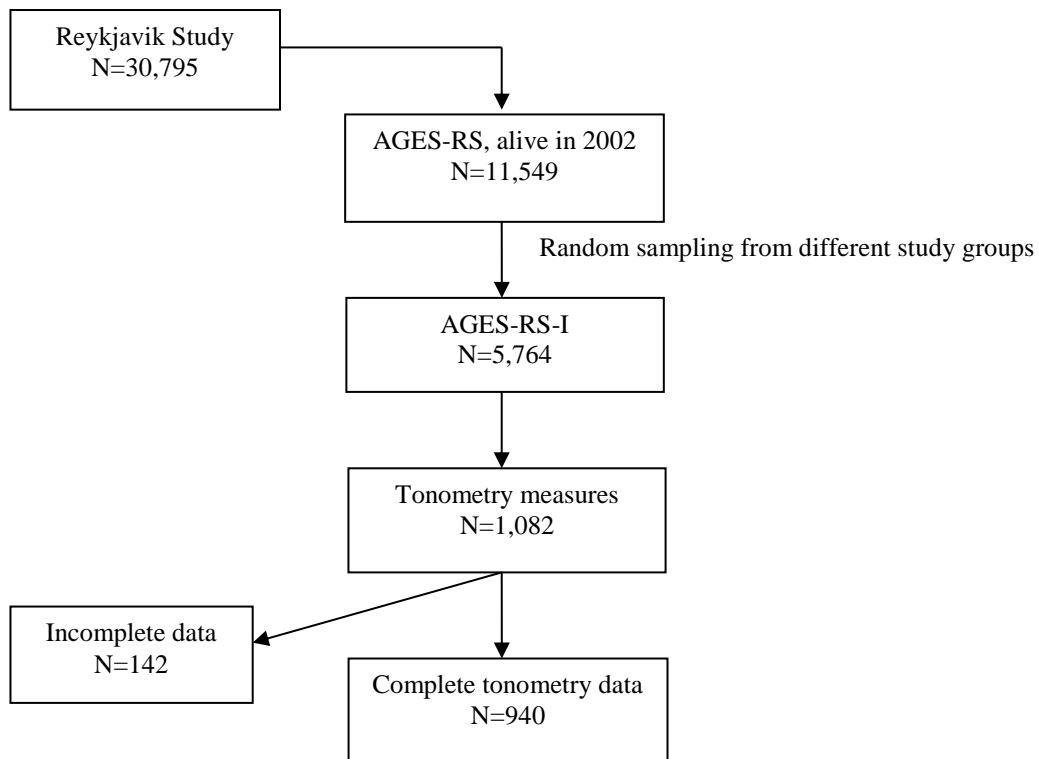 Reykjavik Study
N=30,795
AGES-RS, alive in 2002
N=11,549
Random sampling from different study groups
AGES-RS-I
N=5,764
Tonometry measures
N=1,082
Incomplete data
N=142
Complete tonometry data
N=940